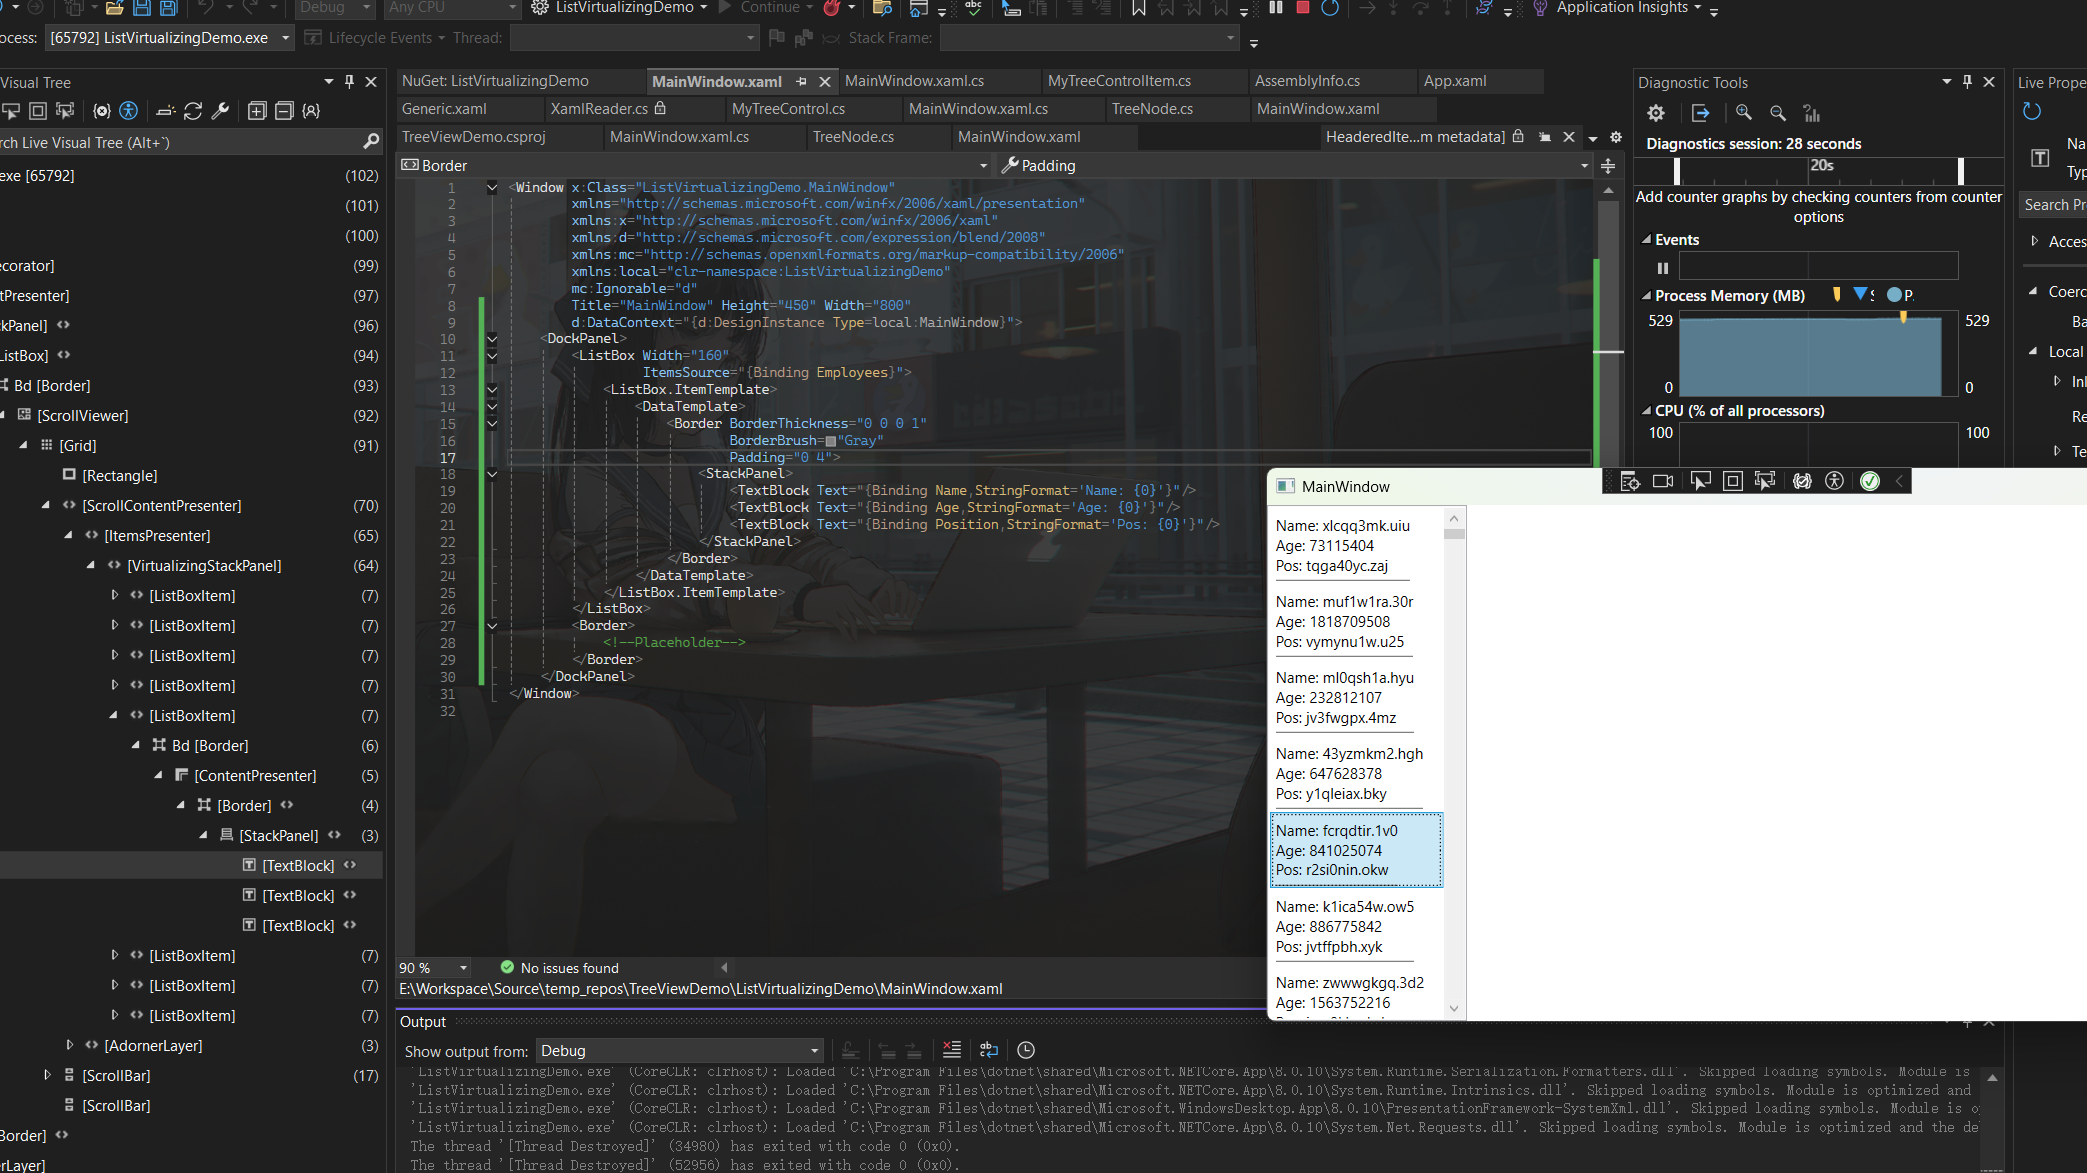 Debug
Any CPU
ListVirtualizingDemo
Continue
Application Insights
ocess:
[65792] ListVirtualizingDemo.exe
Lifecycle Events
Thread:
Stack Frame:
Visual Tree
rch Live Visual Tree (Alt+`)
exe [65792] (102)
(101)
(100)
ecorator] (99)
tPresenter] (97)
ckPanel] (96)
ListBox] (94)
Bd [Border] (93)
[ScrollViewer] (92)
[Grid] (91)
[Rectangle]
[ScrollContentPresenter] (70)
[ItemsPresenter] (65)
[VirtualizingStackPanel] (64)
[ListBoxItem] (7)
[ListBoxItem] (7)
[ListBoxItem] (7)
[ListBoxItem] (7)
[ListBoxItem] (7)
Bd [Border] (6)
[ContentPresenter] (5)
[Border] (4)
[StackPanel] (3)
[TextBlock]
[TextBlock]
[TextBlock]
[ListBoxItem] (7)
[ListBoxItem] (7)
[ListBoxItem] (7)
[AdornerLayer] (3)
[ScrollBar] (17)
[ScrollBar]
Border]
erLayer]
NuGet: ListVirtualizingDemo
MainWindow.xaml
MainWindow.xaml.cs
MyTreeControlItem.cs
AssemblyInfo.cs
App.xaml
Generic.xaml
XamlReader.cs
MyTreeControl.cs
MainWindow.xaml.cs
TreeNode.cs
MainWindow.xaml
TreeViewDemo.csproj
MainWindow.xaml.cs
TreeNode.cs
MainWindow.xaml
HeaderedIte...m metadata]
Border
Padding
1 <Window x:Class="ListVirtualizingDemo.MainWindow"
2 xmlns="http://schemas.microsoft.com/winfx/2006/xaml/presentation"
3 xmlns:x="http://schemas.microsoft.com/winfx/2006/xaml"
4 xmlns:d="http://schemas.microsoft.com/expression/blend/2008"
5 xmlns:mc="http://schemas.openxmlformats.org/markup-compatibility/2006"
6 xmlns:local="clr-namespace:ListVirtualizingDemo"
7 mc:Ignorable="d"
8 Title="MainWindow" Height="450" Width="800"
9 d:DataContext="{d:DesignInstance Type=local:MainWindow}">
10 <DockPanel>
11 <ListBox Width="160"
12 ItemsSource="{Binding Employees}">
13 <ListBox.ItemTemplate>
14 <DataTemplate>
15 <Border BorderThickness="0 0 0 1"
16 BorderBrush="Gray"
17 Padding="0 4">
18 <StackPanel>
19 <TextBlock Text="{Binding Name,StringFormat='Name: {0}'}"/>
20 <TextBlock Text="{Binding Age,StringFormat='Age: {0}'}"/>
21 <TextBlock Text="{Binding Position,StringFormat='Pos: {0}'}"/>
22 </StackPanel>
23 </Border>
24 </DataTemplate>
25 </ListBox.ItemTemplate>
26 </ListBox>
27 <Border>
28 <!--Placeholder-->
29 </Border>
30 </DockPanel>
31 </Window>
32
90 %
No issues found
E:\Workspace\Source\temp_repos\TreeViewDemo\ListVirtualizingDemo\MainWindow.xaml
Output
Show output from:
Debug
'ListVirtualizingDemo.exe' (CoreCLR: clrhost): Loaded 'C:\Program Files\dotnet\shared\Microsoft.NETCore.App\8.0.10\System.Runtime.Serialization.Formatters.dll'. Skipped loading symbols. Module is
'ListVirtualizingDemo.exe' (CoreCLR: clrhost): Loaded 'C:\Program Files\dotnet\shared\Microsoft.NETCore.App\8.0.10\System.Runtime.Intrinsics.dll'. Skipped loading symbols. Module is optimized and
'ListVirtualizingDemo.exe' (CoreCLR: clrhost): Loaded 'C:\Program Files\dotnet\shared\Microsoft.WindowsDesktop.App\8.0.10\PresentationFramework-SystemXml.dll'. Skipped loading symbols. Module is o
'ListVirtualizingDemo.exe' (CoreCLR: clrhost): Loaded 'C:\Program Files\dotnet\shared\Microsoft.NETCore.App\8.0.10\System.Net.Requests.dll'. Skipped loading symbols. Module is optimized and the de
The thread '[Thread Destroyed]' (34980) has exited with code 0 (0x0).
The thread '[Thread Destroyed]' (52956) has exited with code 0 (0x0).
Diagnostic Tools
Diagnostics session: 28 seconds
20s
Add counter graphs by checking counters from counter
options
Events
Process Memory (MB)
P.
529
529
0
0
CPU (% of all processors)
100
100
Live Prope
Na
Typ
Search Pr
Acces
Coerc
Ba
Local
Inl
Re
Te
MainWindow
Name: xlcqq3mk.uiu
Age: 73115404
Pos: tqga40yc.zaj
Name: muf1w1ra.30r
Age: 1818709508
Pos: vymynu1w.u25
Name: ml0qsh1a.hyu
Age: 232812107
Pos: jv3fwgpx.4mz
Name: 43yzmkm2.hgh
Age: 647628378
Pos: y1qleiax.bky
Name: fcrqdtir.1v0
Age: 841025074
Pos: r2si0nin.okw
Name: k1ica54w.ow5
Age: 886775842
Pos: jvtffpbh.xyk
Name: zwwwgkgq.3d2
Age: 1563752216